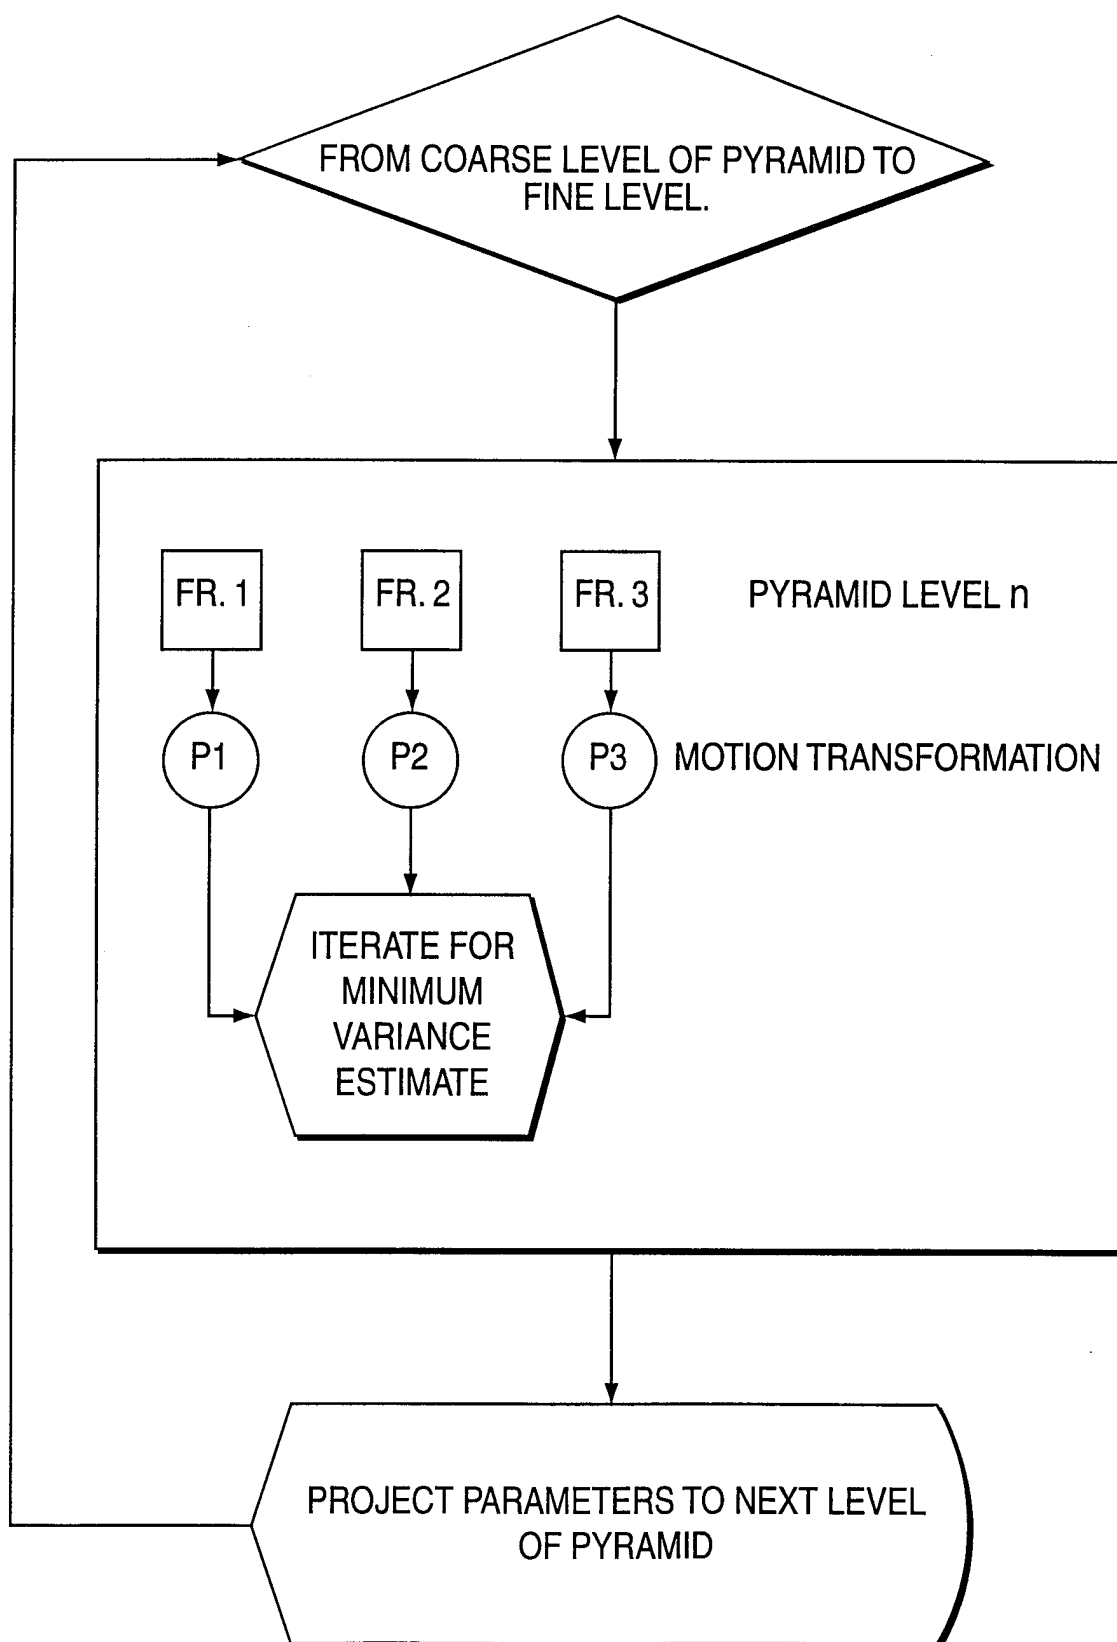 FROM COARSE LEVEL OF PYRAMID TO
FINE LEVEL.
FR. 1
FR. 2
FR. 3
PYRAMID LEVEL n
P1
P2
P3
MOTION TRANSFORMATION
ITERATE FOR
MINIMUM
VARIANCE
ESTIMATE
PROJECT PARAMETERS TO NEXT LEVEL
OF PYRAMID